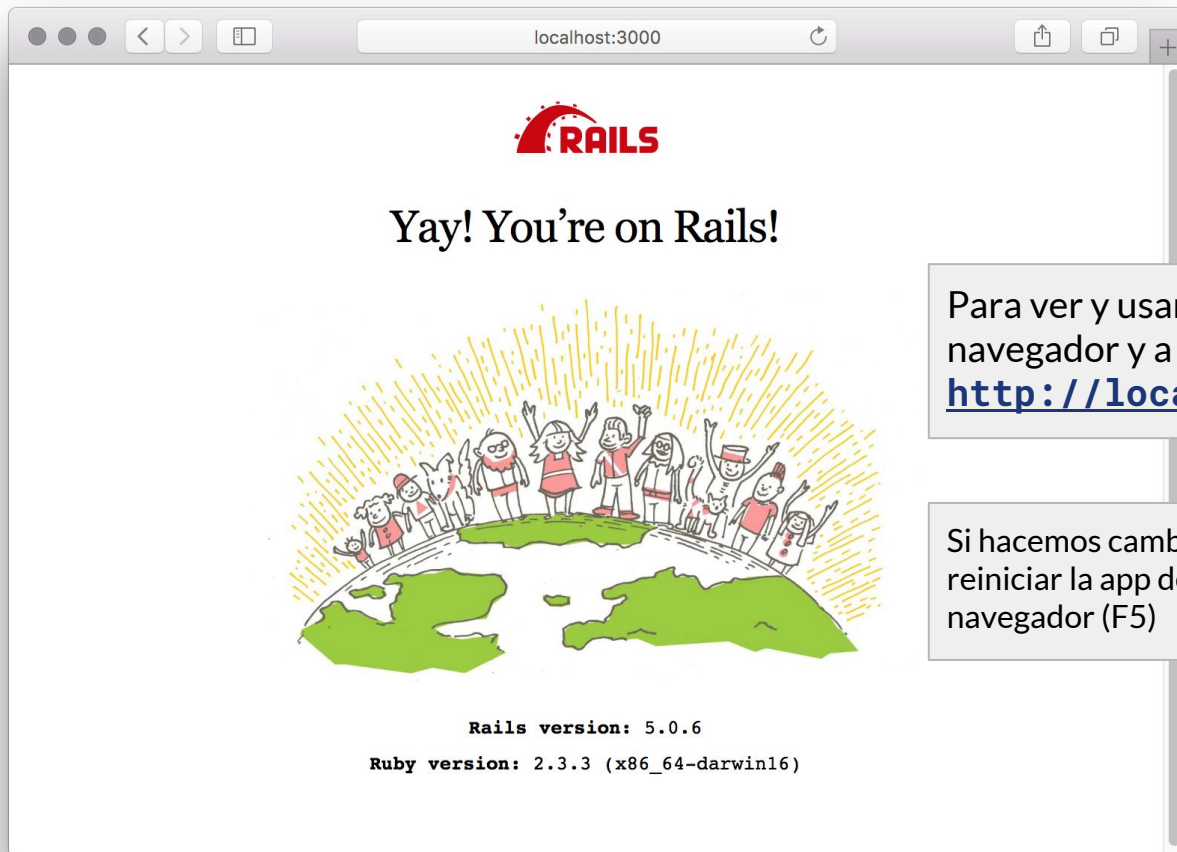 localhost:3000
RAILS
Yay! You’re on Rails!
Para ver y usar
navegador y a
http://loca
Si hacemos camb
reiniciar la app de
navegador (F5)
Rails version: 5.0.6
Ruby version: 2.3.3 (x86_64-darwin16)